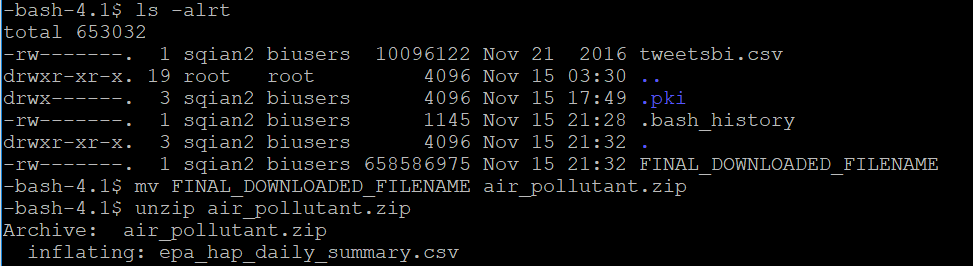 -bash-4.1$ ls -alrt
total 653032
-rw-------.  1 sqian2 biusers  10096122 Nov 21  2016 tweetsbi.csv
drwxr-xr-x. 19 root   root         4096 Nov 15 03:30 ..
drwx------.  3 sqian2 biusers      4096 Nov 15 17:49 .pki
-rw-------.  1 sqian2 biusers      1145 Nov 15 21:28 .bash_history
drwxr-xr-x.  3 sqian2 biusers      4096 Nov 15 21:32 .
-rw-------.  1 sqian2 biusers 658586975 Nov 15 21:32 FINAL_DOWNLOADED_FILENAME
-bash-4.1$ mv FINAL_DOWNLOADED_FILENAME air_pollutant.zip
-bash-4.1$ unzip air_pollutant.zip
Archive:  air_pollutant.zip
  inflating: epa_hap_daily_summary.csv